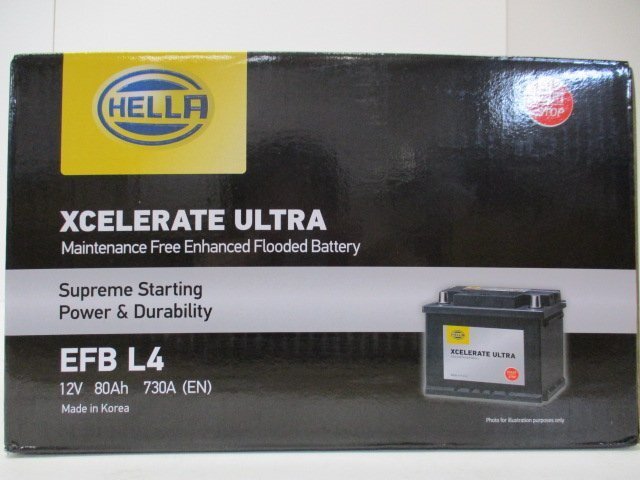 HELLA
STOP
XCELERATE ULTRA
Maintenance Free Enhanced Flooded Battery
Supreme Starting
Power & Durability
EFB L4
12V 80Ah 730A (EN)
Made in Korea
XCELERATE ULTRA
Photo for illustration purposes only